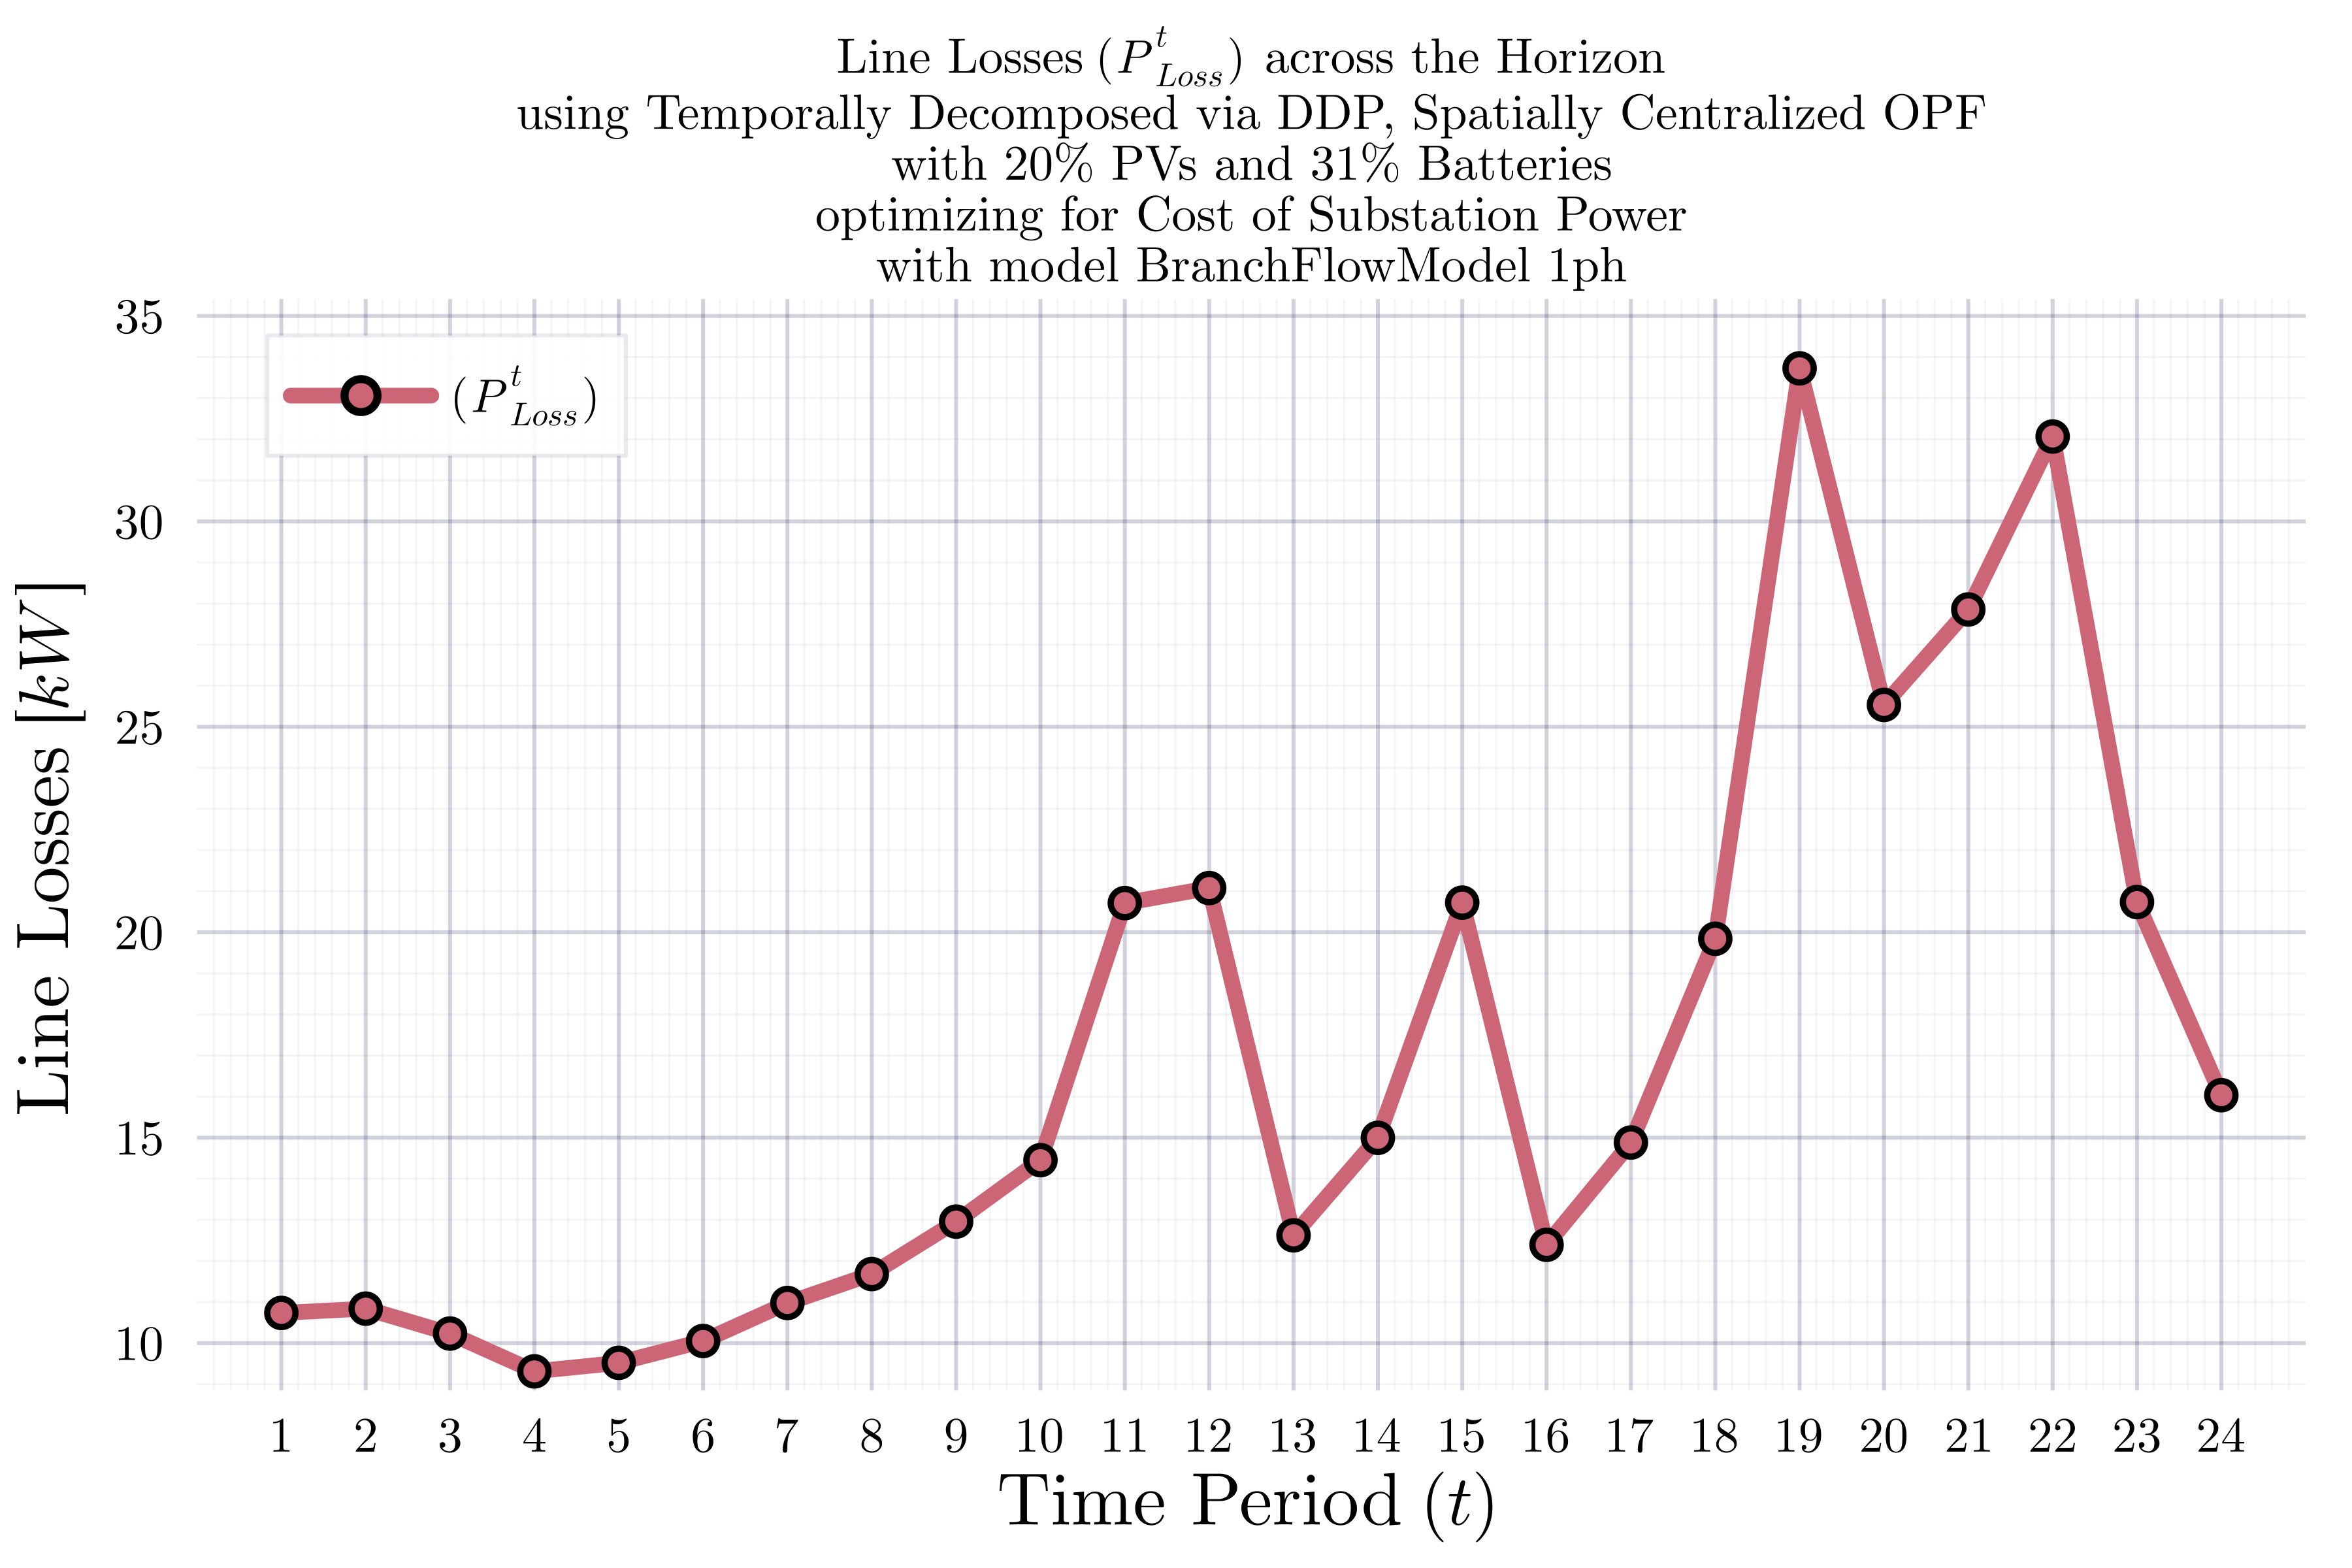 Line Losses (P^t_Loss) across the Horizon
using Temporally Decomposed via DDP, Spatially Centralized OPF
with 20% PVs and 31% Batteries
optimizing for Cost of Substation Power
with model BranchFlowModel 1ph
(P^t_Loss)
35
30
25
20
15
10
Line Losses [kW]
1 2 3 4 5 6 7 8 9 10 11 12 13 14 15 16 17 18 19 20 21 22 23 24
Time Period (t)